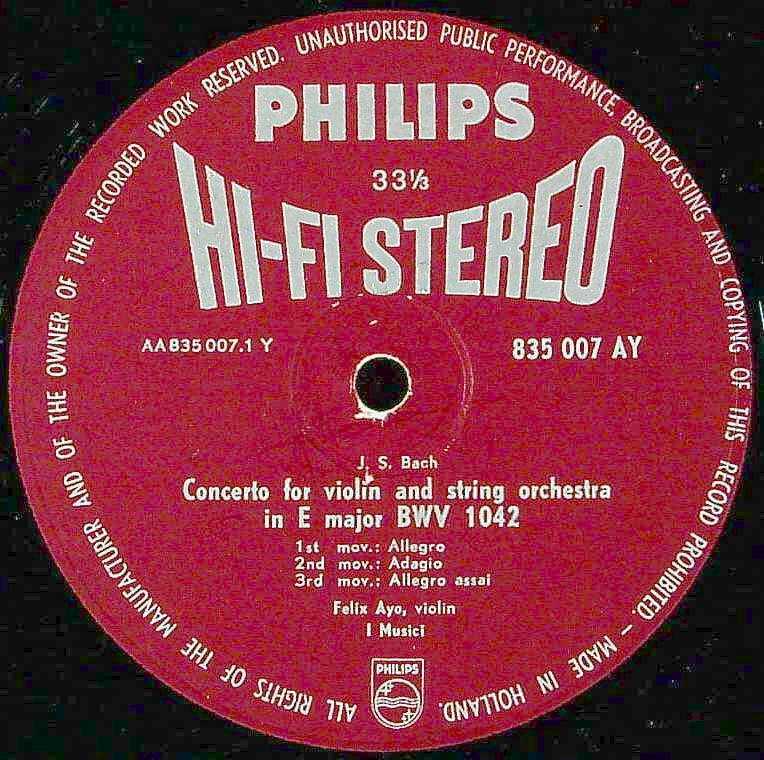 ALL RIGHTS OF THE MANUFACTURER AND OF THE OWNER OF THE RECORDED WORK RESERVED. UNAUTHORISED PUBLIC PERFORMANCE, BROADCASTING AND COPYING OF THIS RECORD PROHIBITED. – MADE IN HOLLAND.
PHILIPS
33⅓
HI-FI STEREO
AA 835 007.1 Y
835 007 AY
J. S. Bach
Concerto for violin and string orchestra
in E major BWV 1042
1st mov.: Allegro
2nd mov.: Adagio
3rd mov.: Allegro assai
Felix Ayo, violin
I Musici
PHILIPS